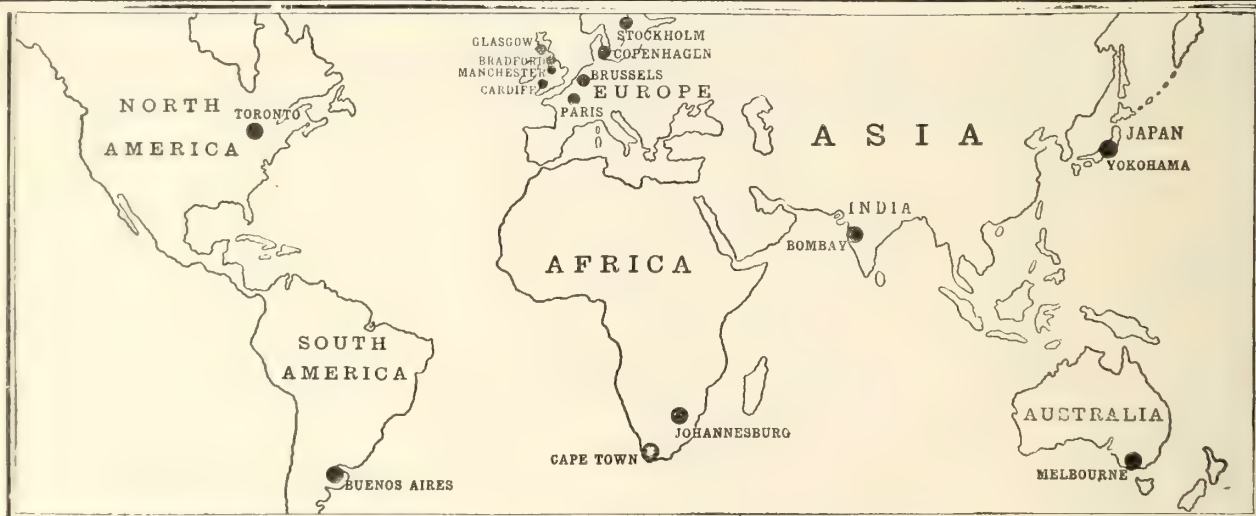 GLASGOW
BRADFORD
MANCHESTER
CARDIFF
STOCKHOLM
COPENHAGEN
BRUSSELS
EUROPE
PARIS
NORTH
AMERICA
TORONTO
ASIA
JAPAN
YOKOHAMA
INDIA
BOMBAY
AFRICA
SOUTH
AMERICA
BUENOS AIRES
JOHANNESBURG
CAPE TOWN
AUSTRALIA
MELBOURNE